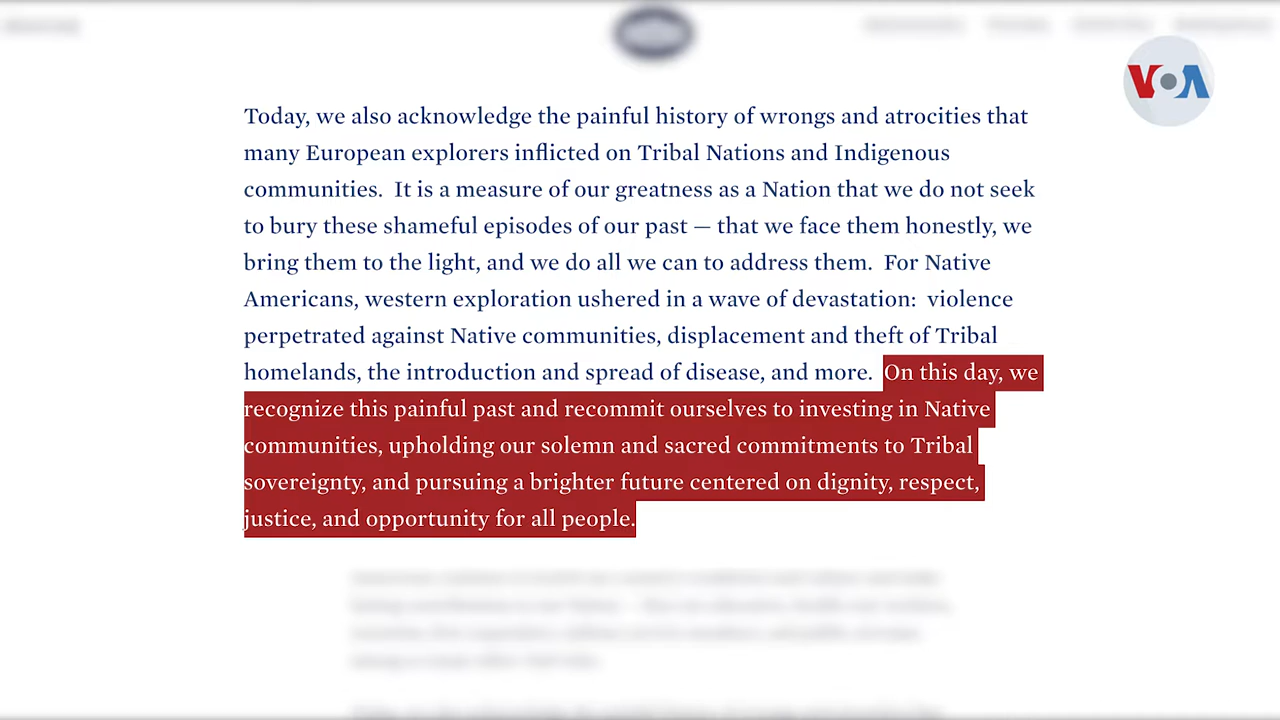 VOA
Today, we also acknowledge the painful history of wrongs and atrocities that
many European explorers inflicted on Tribal Nations and Indigenous
communities.  It is a measure of our greatness as a Nation that we do not seek
to bury these shameful episodes of our past — that we face them honestly, we
bring them to the light, and we do all we can to address them.  For Native
Americans, western exploration ushered in a wave of devastation:  violence
perpetrated against Native communities, displacement and theft of Tribal
homelands, the introduction and spread of disease, and more.  On this day, we
recognize this painful past and recommit ourselves to investing in Native
communities, upholding our solemn and sacred commitments to Tribal
sovereignty, and pursuing a brighter future centered on dignity, respect,
justice, and opportunity for all people.